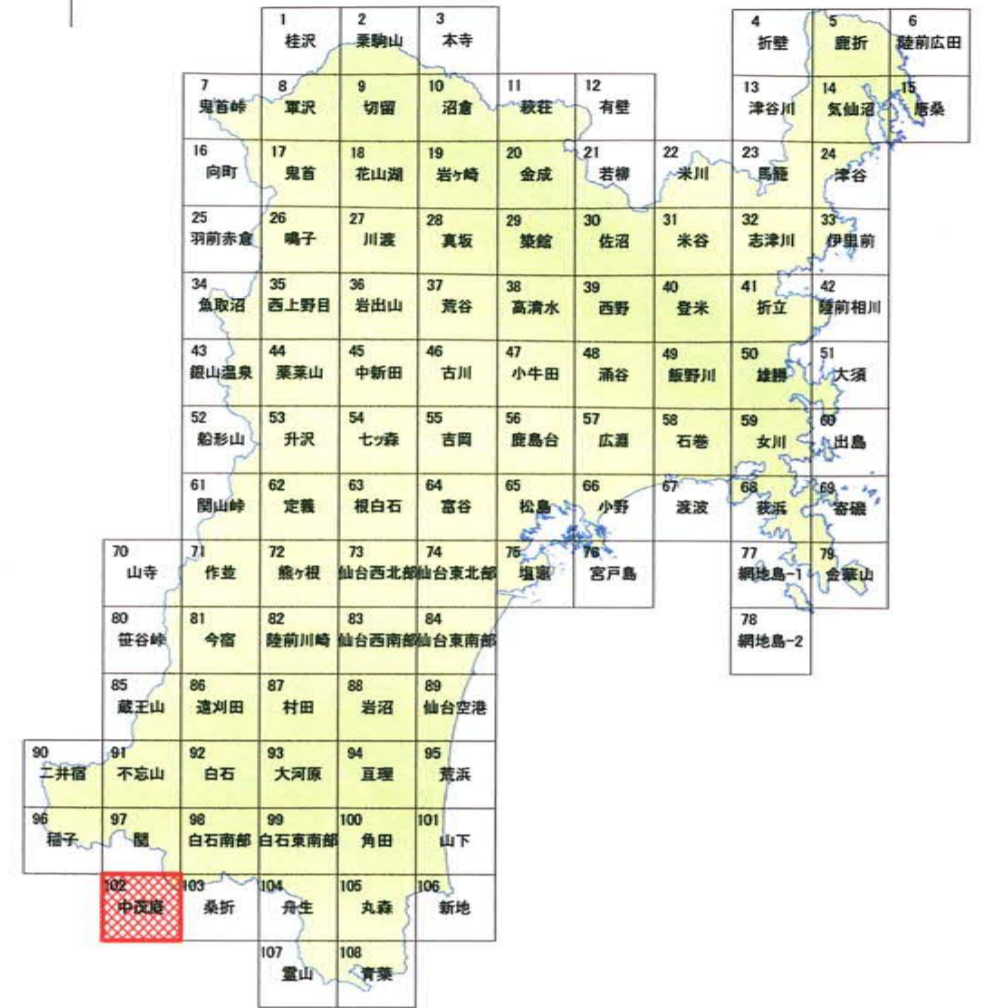 1 2 3 4 5 6
桂沢 栗駒山 本寺 折壁 鹿折 陸前広田
7 8 9 10 11 12 13 14 15
鬼首峠 軍沢 切留 沼倉 萩荘 有壁 津谷川 気仙沼 唐桑
16 17 18 19 20 21 22 23 24
向町 鬼首 花山湖 岩ヶ崎 金成 若柳 米川 馬籠 津谷
25 26 27 28 29 30 31 32 33
羽前赤倉 鳴子 川渡 真坂 築館 佐沼 米谷 志津川 伊里前
34 35 36 37 38 39 40 41 42
魚取沼 西上野目 岩出山 荒谷 高清水 西野 登米 折立 陸前相川
43 44 45 46 47 48 49 50 51
銀山温泉 薬莱山 中新田 古川 小牛田 涌谷 飯野川 雄勝 大須
52 53 54 55 56 57 58 59 60
船形山 升沢 七ッ森 吉岡 鹿島台 広淵 石巻 女川 出島
61 62 63 64 65 66 67 68 69
関山峠 定義 根白石 富谷 松島 小野 渡波 荻浜 寄磯
70 71 72 73 74 75 76 77 79
山寺 作並 熊ヶ根 仙台西北部 仙台東北部 塩竈 宮戸島 網地島-1 金華山
80 81 82 83 84 78
笹谷峠 今宿 陸前川崎 仙台西南部 仙台東南部 網地島-2
85 86 87 88 89
蔵王山 遠刈田 村田 岩沼 仙台空港
90 91 92 93 94 95
二井宿 不忘山 白石 大河原 亘理 荒浜
96 97 98 99 100 101
稲子 関 白石南部 白石東南部 角田 山下
102 103 104 105 106
中茂庭 桑折 舟生 丸森 新地
107 108
霊山 青葉